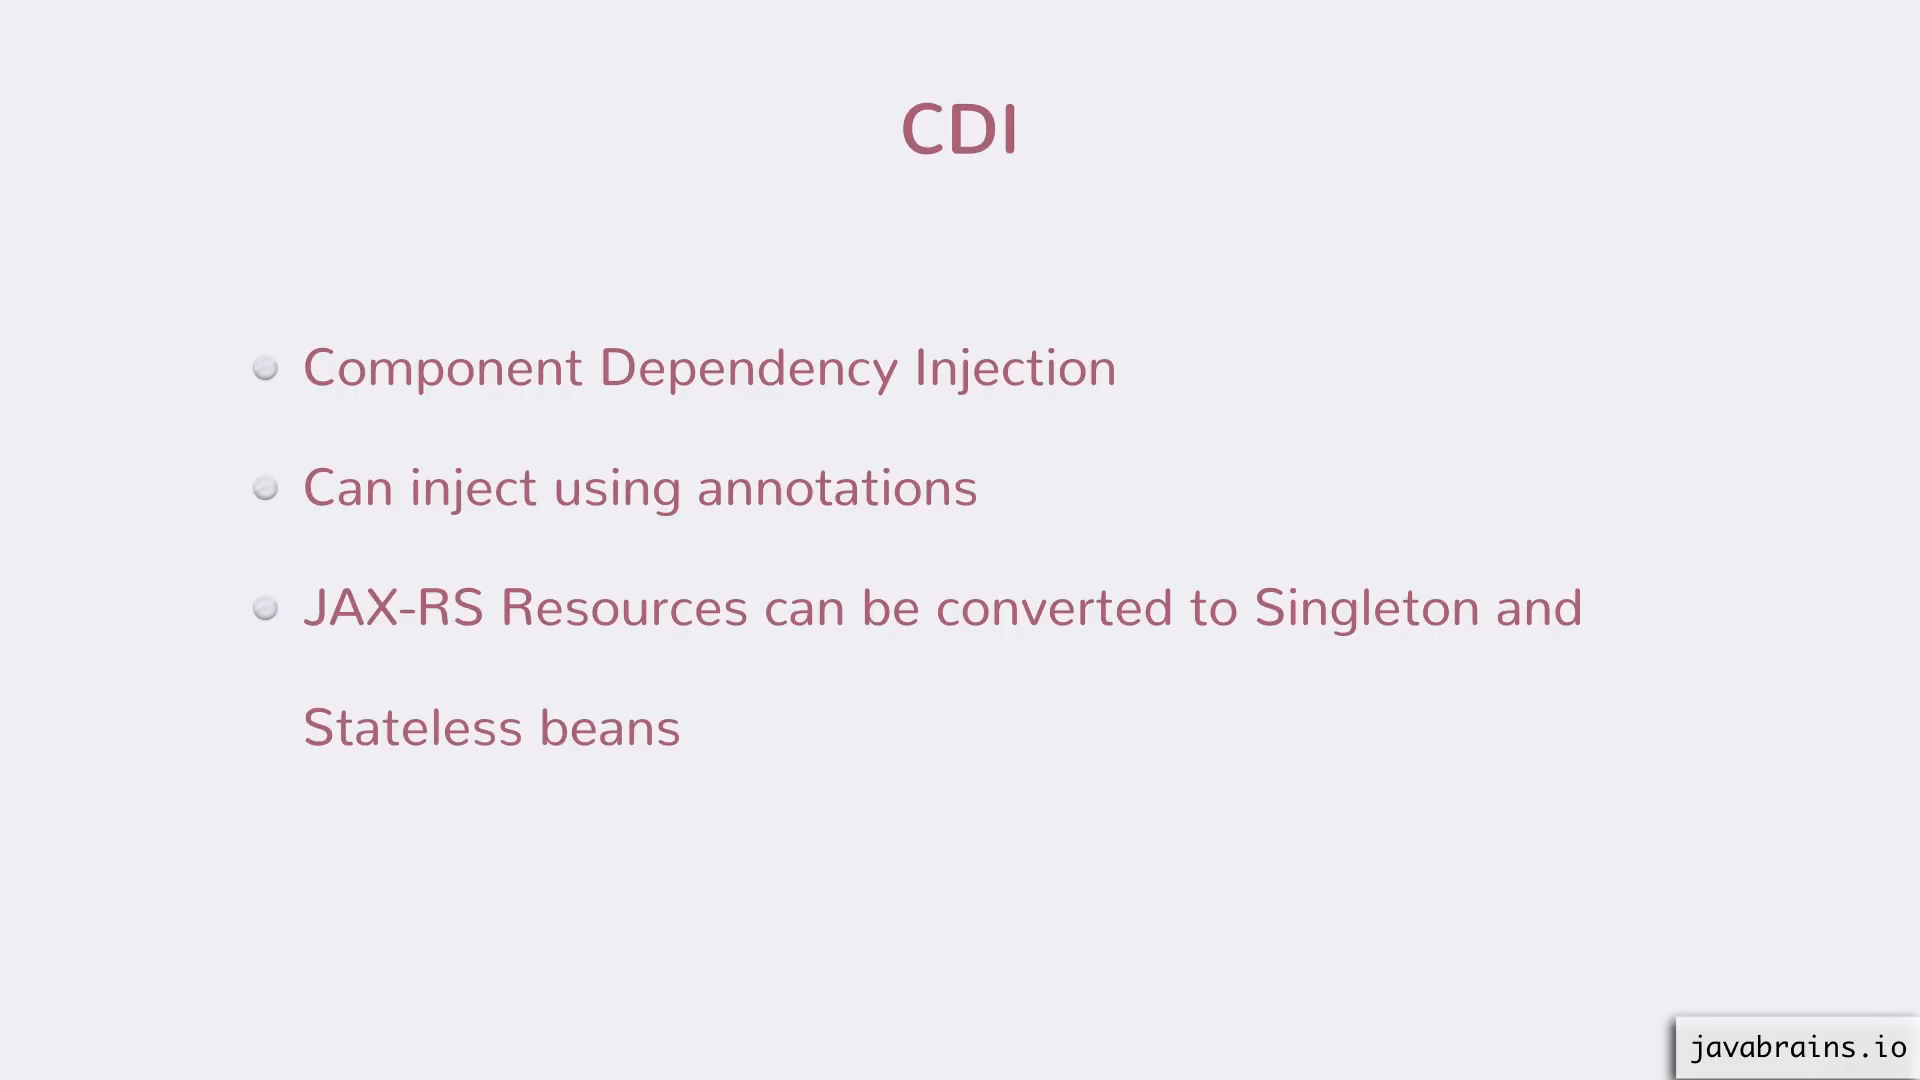 CDI
Component Dependency Injection
Can inject using annotations
JAX-RS Resources can be converted to Singleton and
Stateless beans
javabrains.io